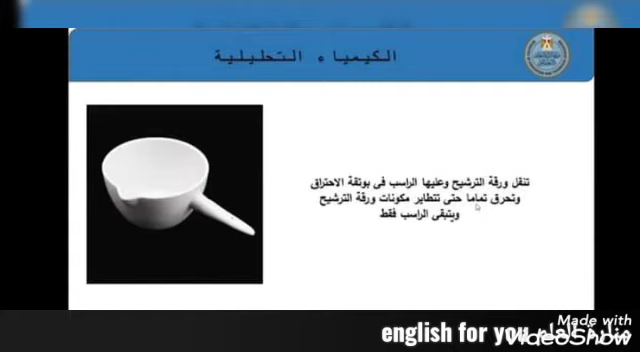 الكيمياء التحليلية
تنقل ورقة الترشيح وعليها الراسب فى بوتقة الاحتراق
وتحرق تماما حتى تتطاير مكونات ورقة الترشيح
ويتبقى الراسب فقط
Made with
english for you
VideoShow